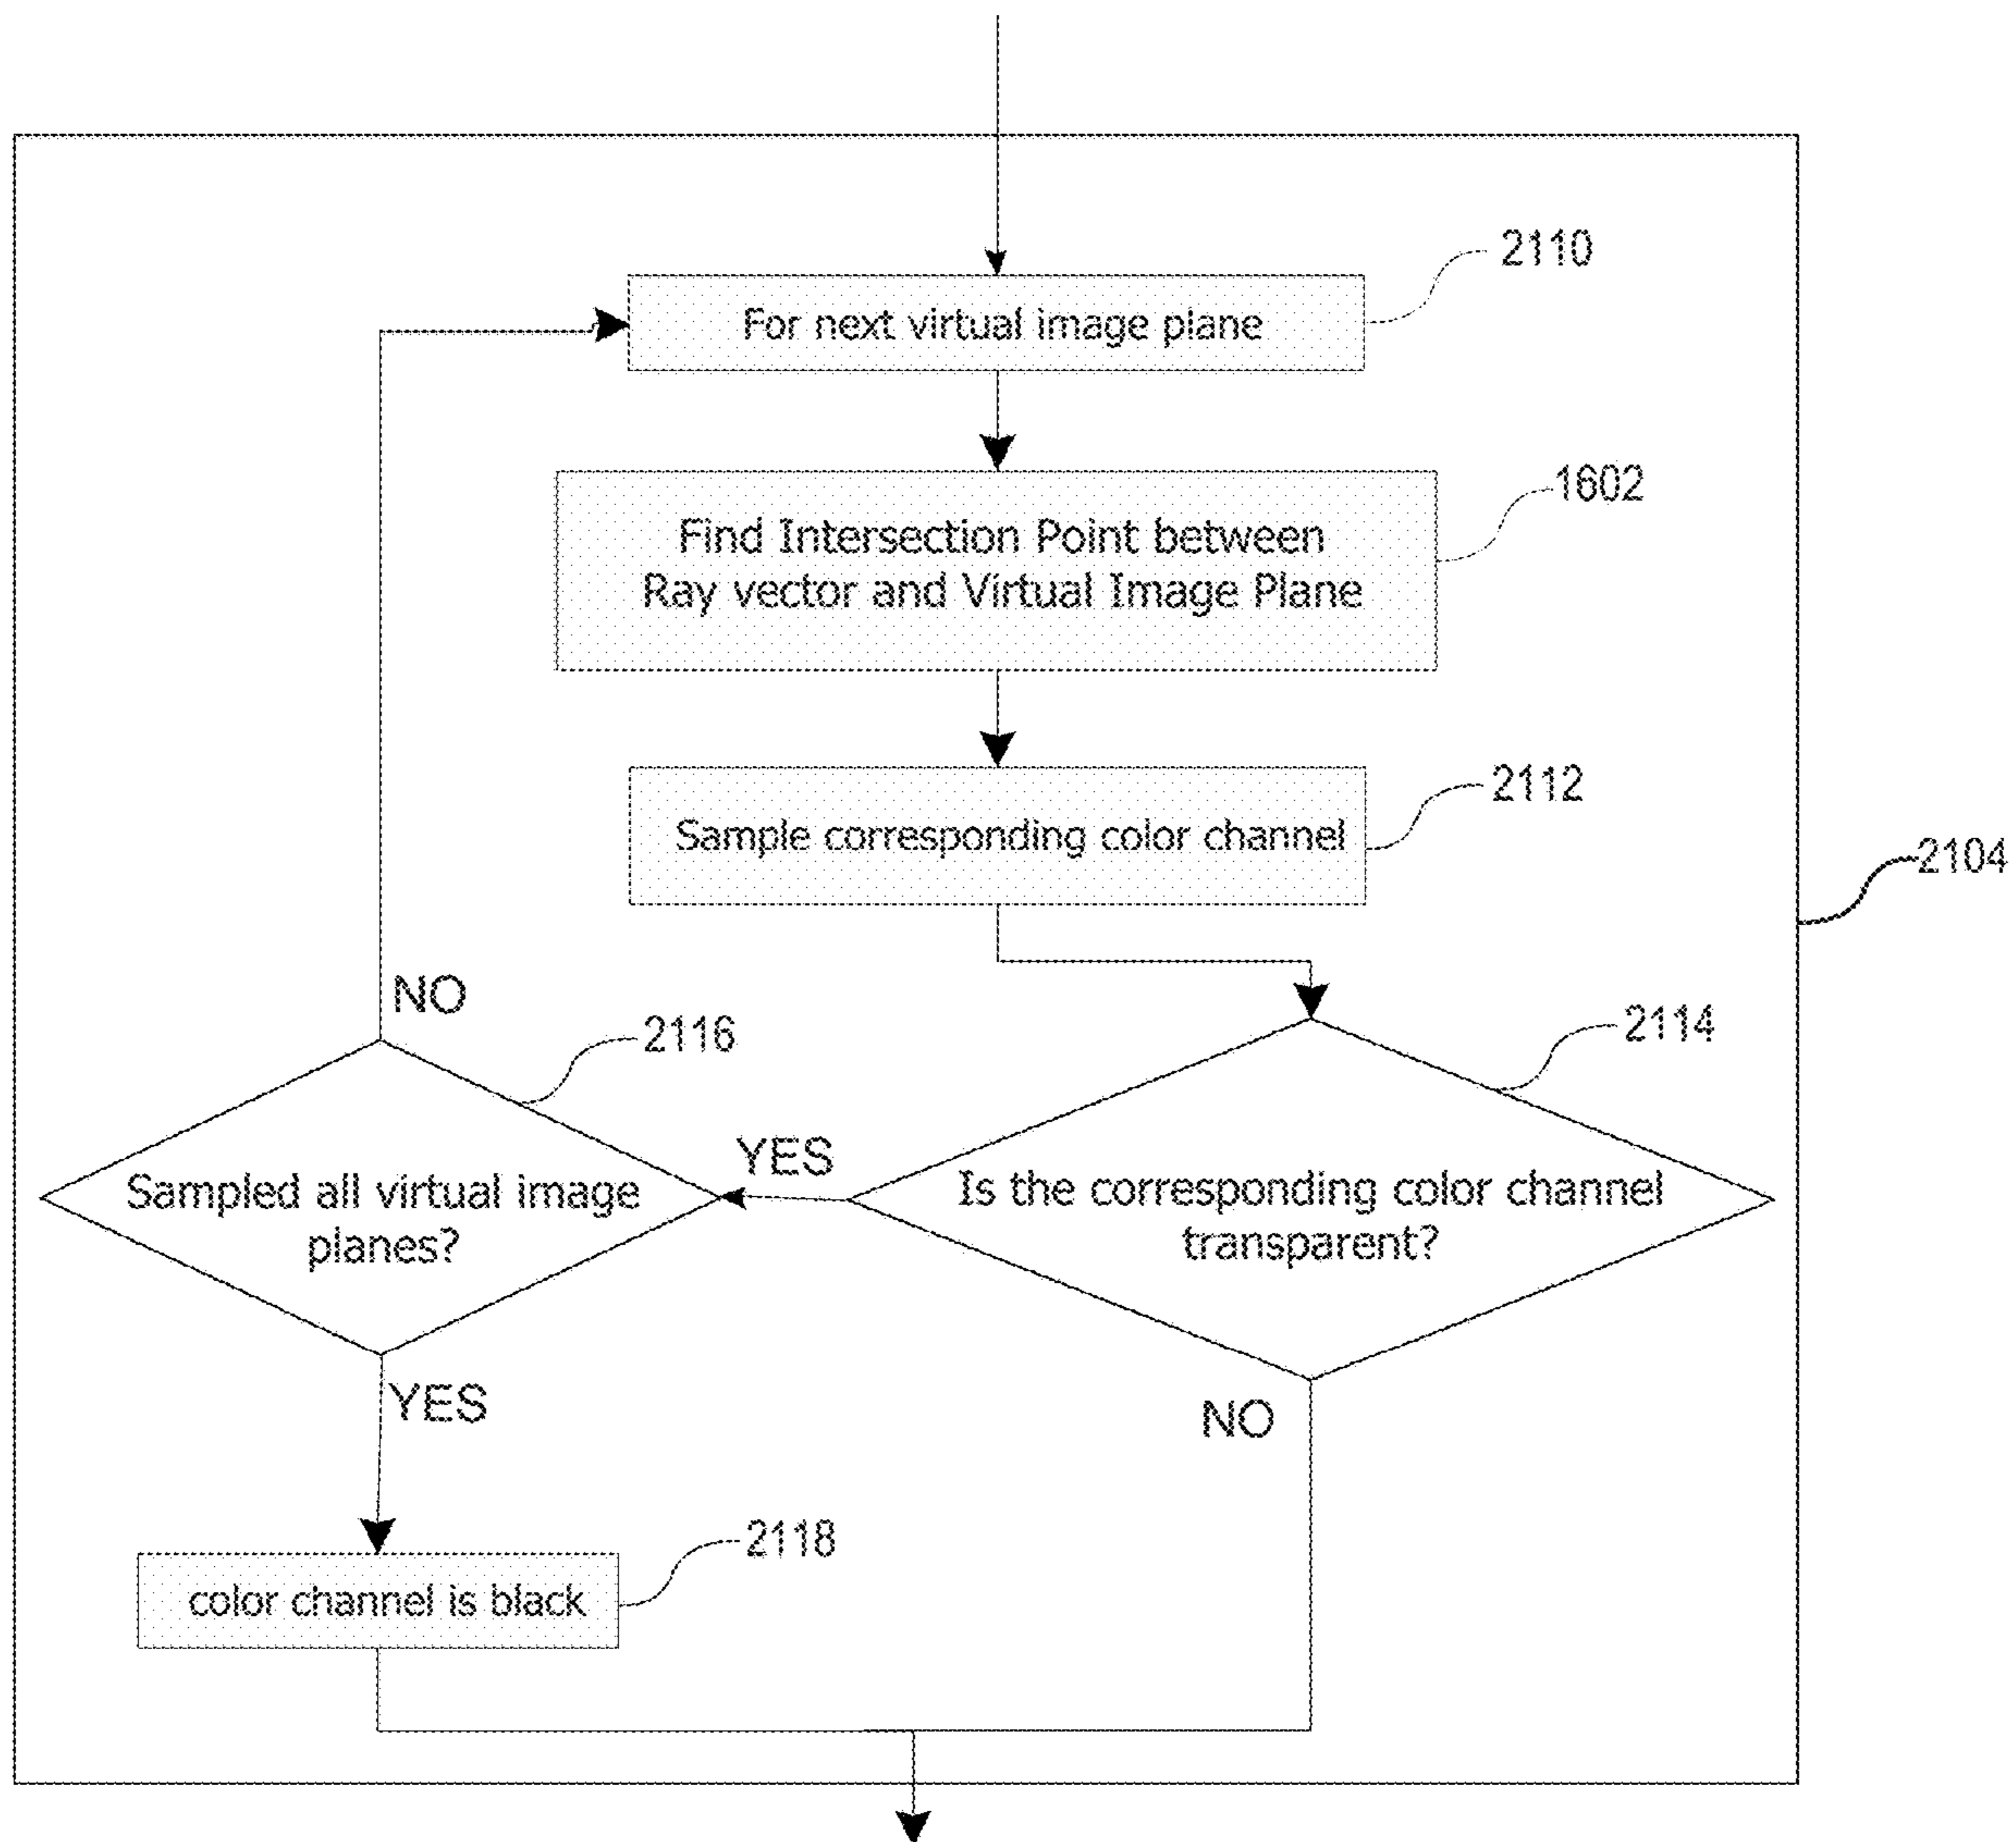 2110
For next virtual image plane
1602
Find Intersection Point between
Ray vector and Virtual Image Plane
2112
Sample corresponding color channel
2104
NO
2116
2114
YES
Sampled all virtual image
planes?
Is the corresponding color channel
transparent?
YES
NO
2118
color channel is black